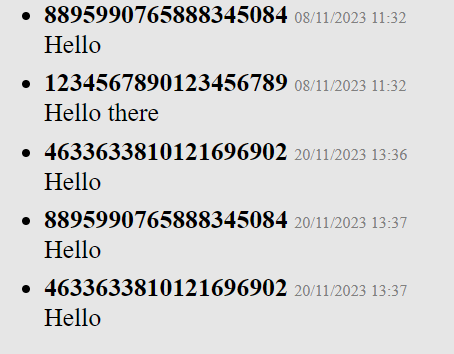 8895990765888345084 08/11/2023 11:32
Hello
1234567890123456789 08/11/2023 11:32
Hello there
4633633810121696902 20/11/2023 13:36
Hello
8895990765888345084 20/11/2023 13:37
Hello
4633633810121696902 20/11/2023 13:37
Hello